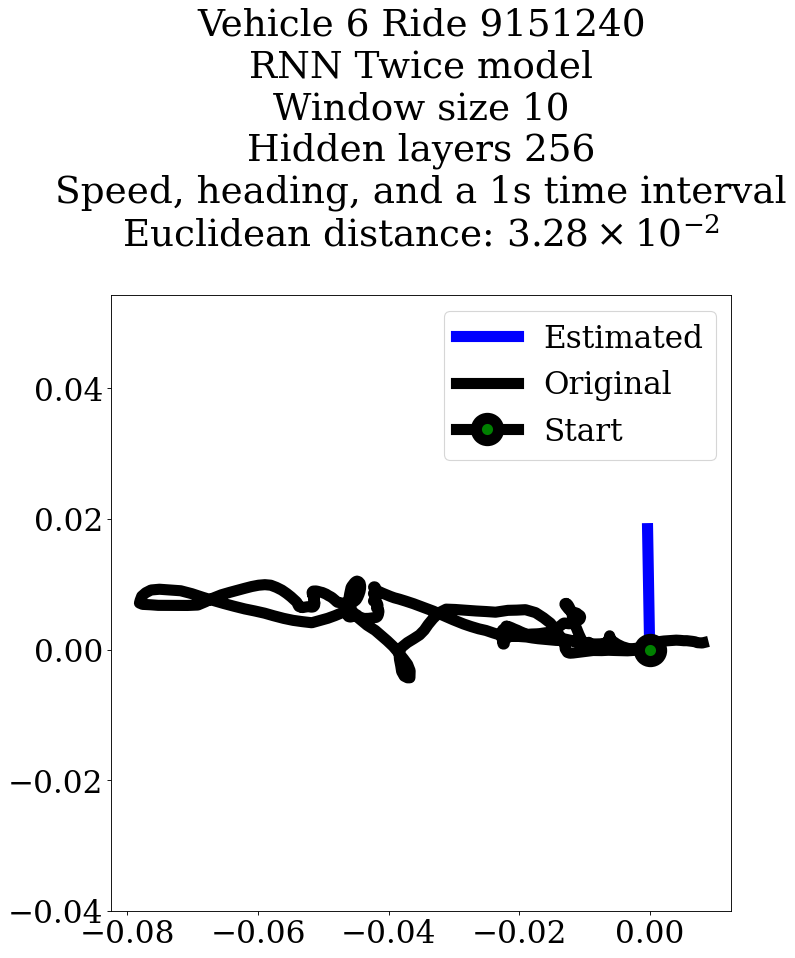 Vehicle 6 Ride 9151240
RNN Twice model
Window size 10
Hidden layers 256
Speed, heading, and a 1s time interval
Euclidean distance: 3.28 × 10⁻²
Estimated
Original
Start
0.04
0.02
0.00
−0.02
−0.04
−0.08 −0.06 −0.04 −0.02 0.00